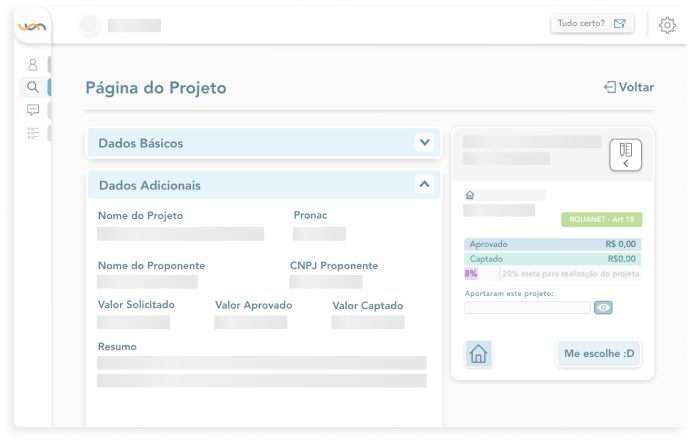 Tudo certo?
Página do Projeto
Voltar
Dados Básicos
Dados Adicionais
Nome do Projeto
Pronac
Nome do Proponente
CNPJ Proponente
Valor Solicitado
Valor Aprovado
Valor Captado
Resumo
ROUANET - Art 18
Aprovado R$ 0,00
Captado R$0,00
8% 20% meta para realização do projeto
Aportaram este projeto:
Me escolhe :D